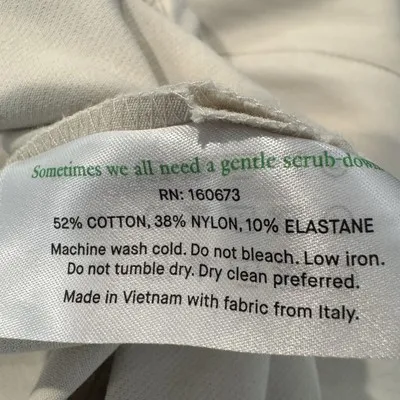 Sometimes we all need a gentle scrub-down
RN: 160673
52% COTTON, 38% NYLON, 10% ELASTANE
Machine wash cold. Do not bleach. Low iron.
Do not tumble dry. Dry clean preferred.
Made in Vietnam with fabric from Italy.